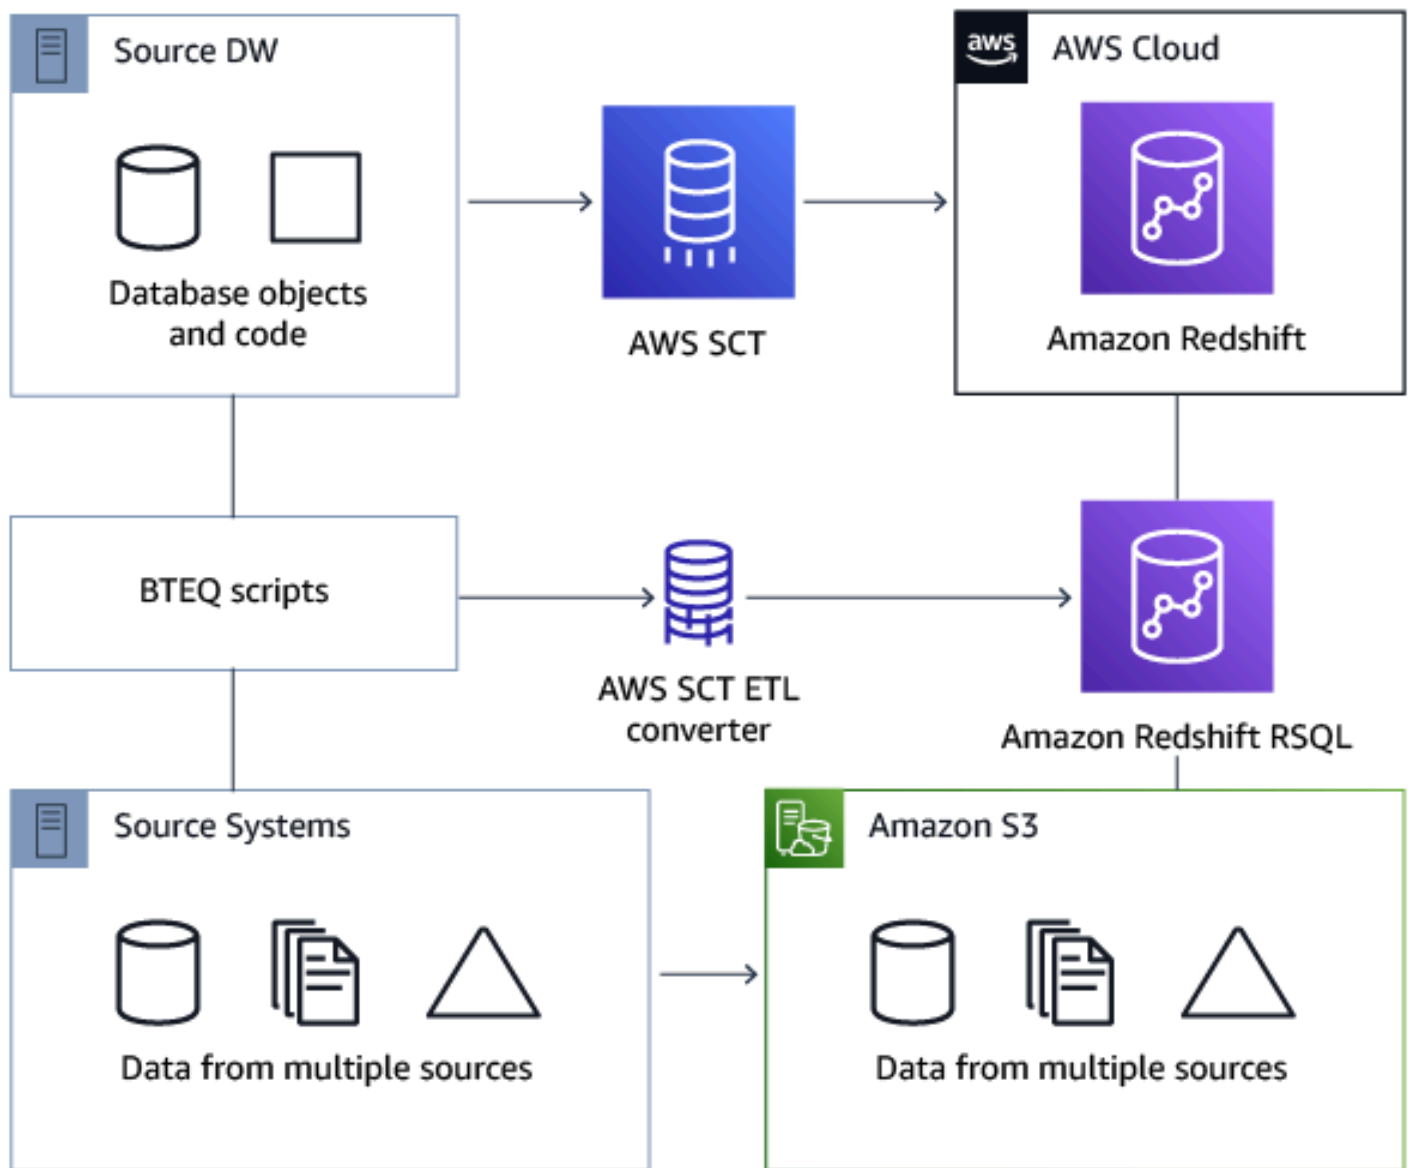 Source DW
aws
AWS Cloud
Database objects
and code
AWS SCT
Amazon Redshift
BTEQ scripts
AWS SCT ETL
converter
Amazon Redshift RSQL
Source Systems
Amazon S3
Data from multiple sources
Data from multiple sources